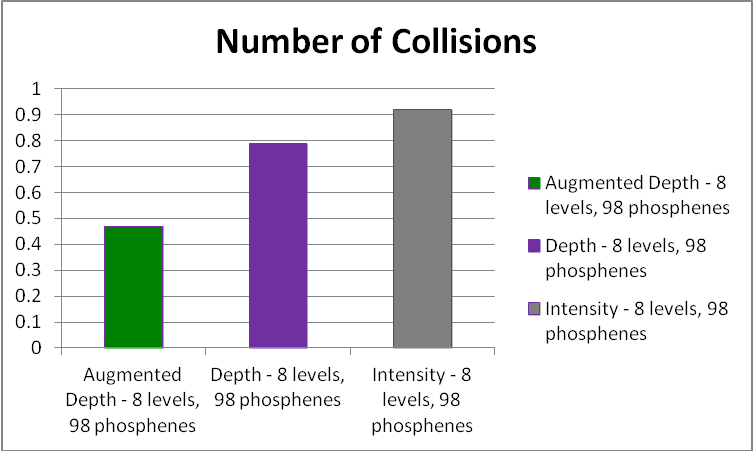 Number of Collisions
1
0.9
0.8
0.7
0.6
0.5
0.4
0.3
0.2
0.1
0
Augmented
Depth - 8 levels,
98 phosphenes
Depth - 8 levels,
98 phosphenes
Intensity - 8
levels, 98
phosphenes
Augmented Depth - 8
levels, 98 phosphenes
Depth - 8 levels, 98
phosphenes
Intensity - 8 levels, 98
phosphenes